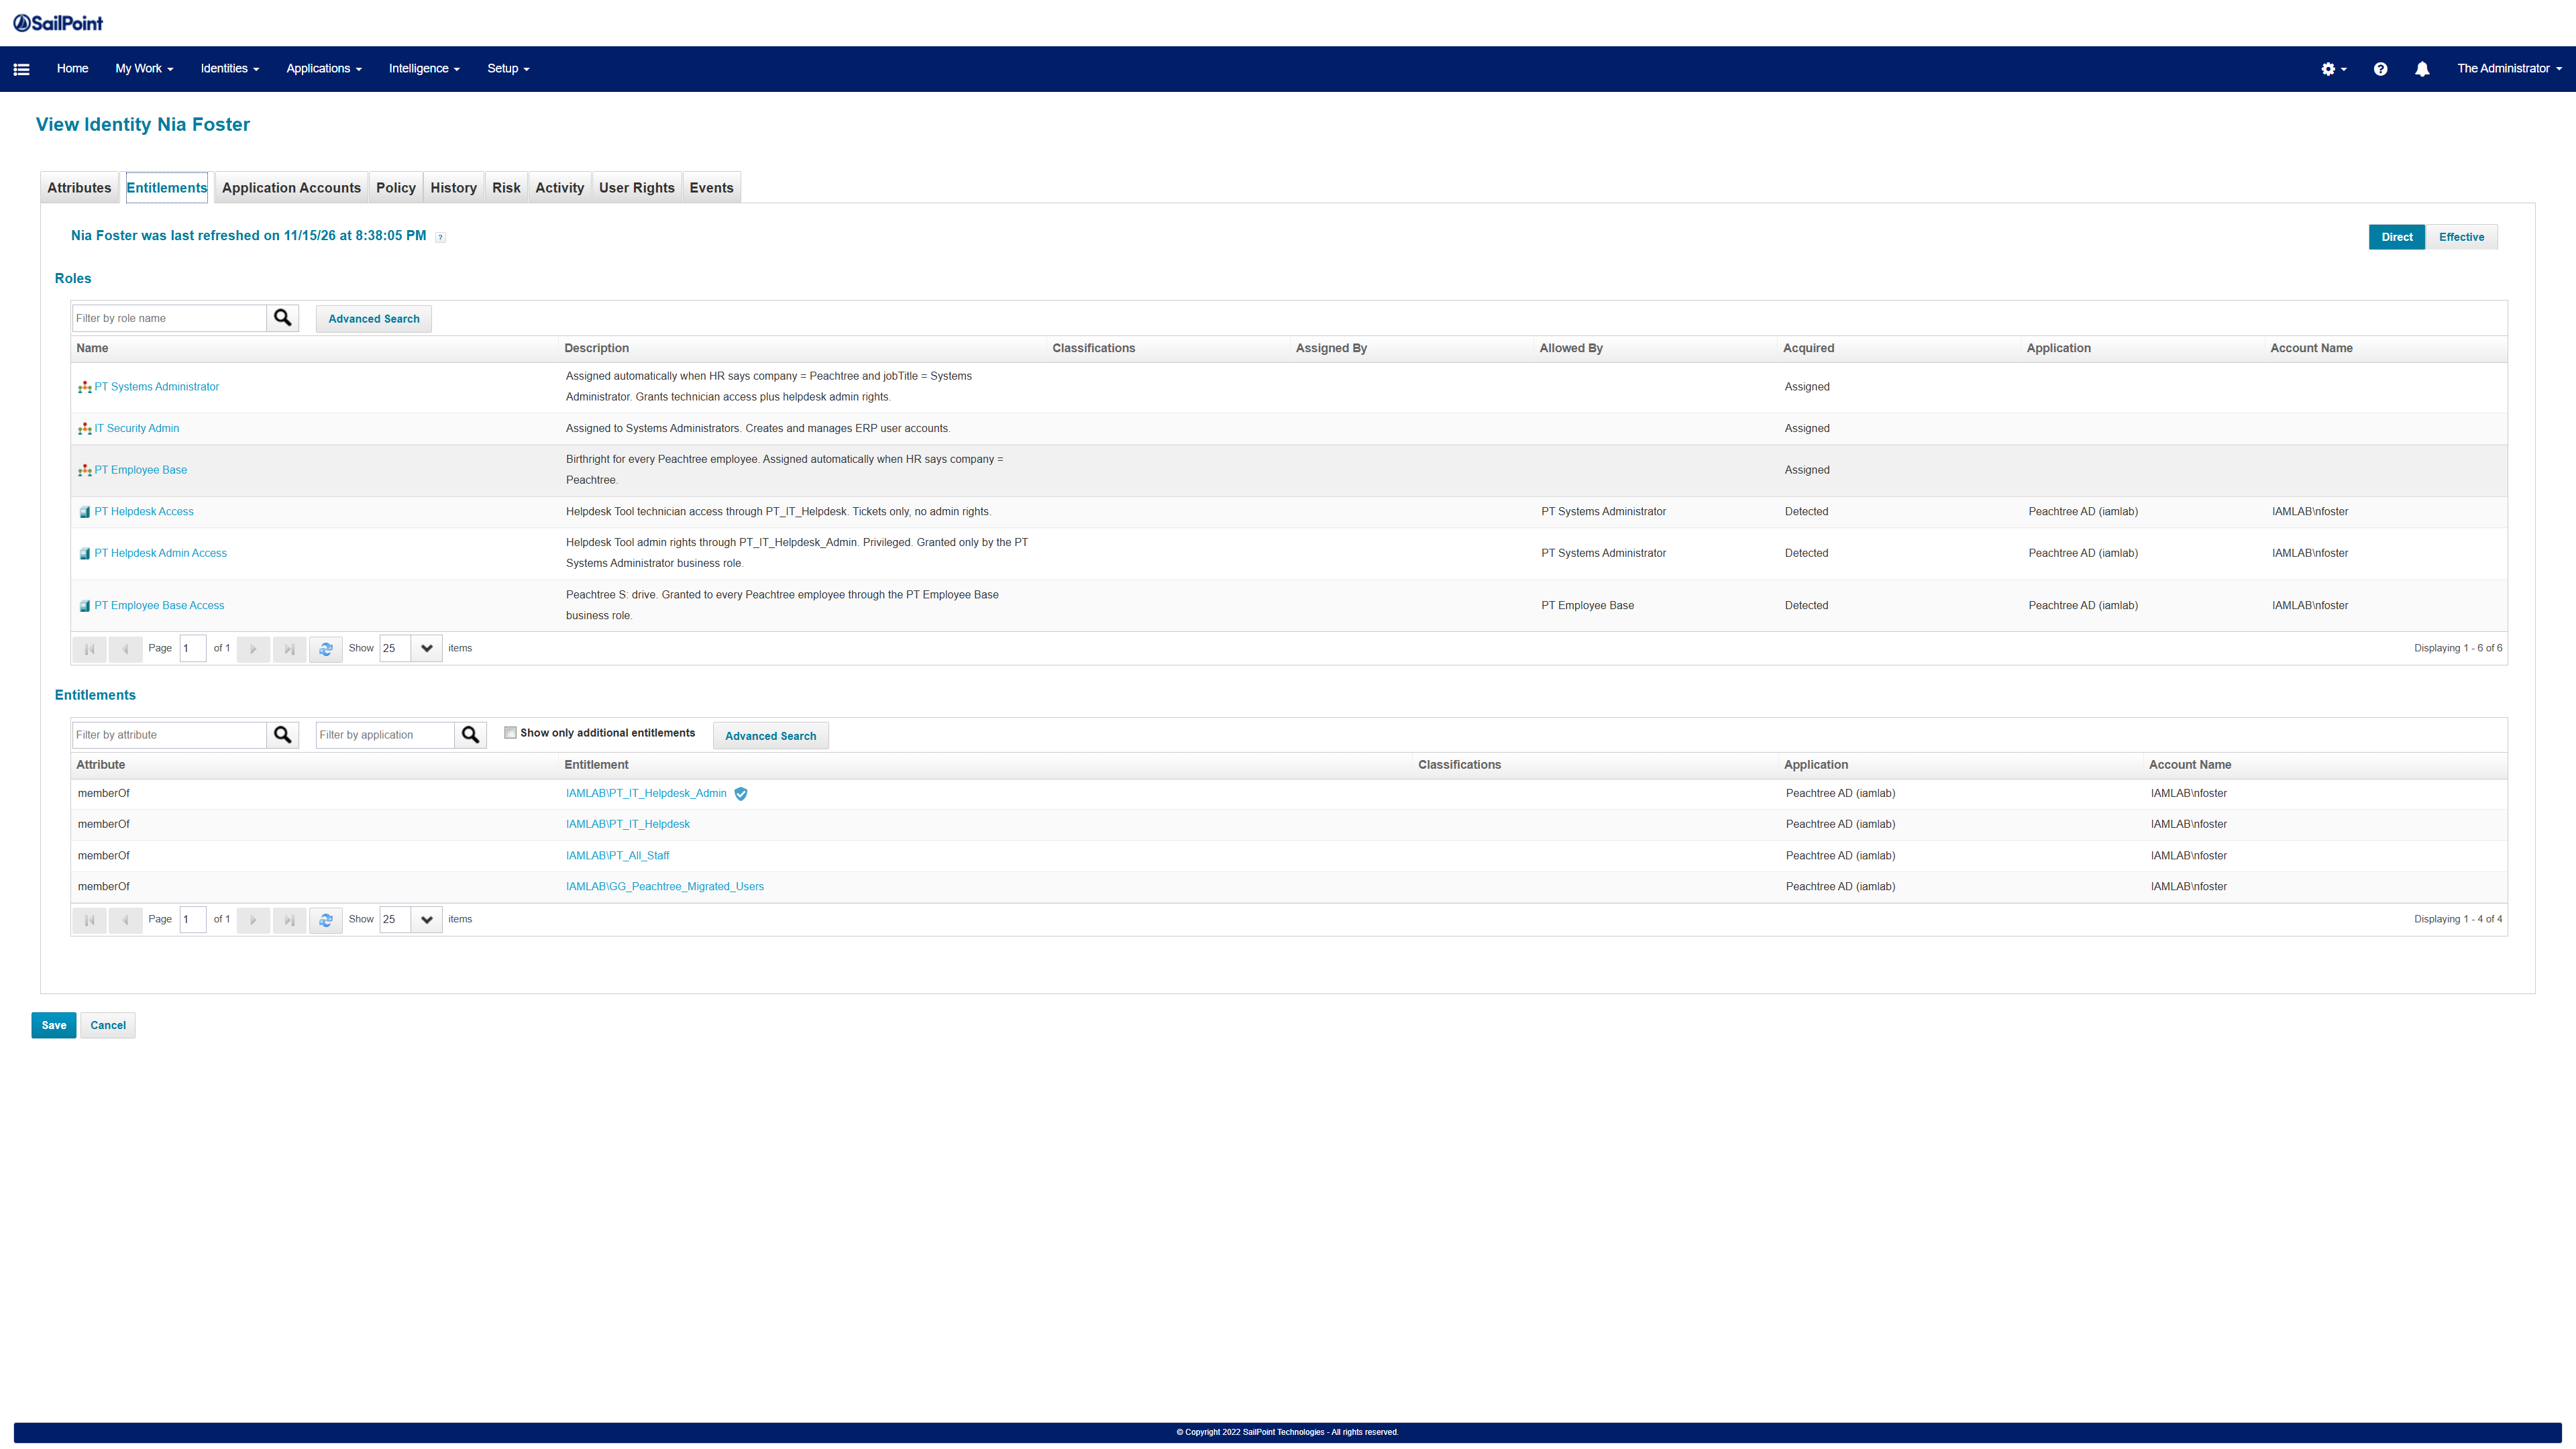 SailPoint
Home My Work Identities Applications Intelligence Setup The Administrator
View Identity Nia Foster
Attributes Entitlements Application Accounts Policy History Risk Activity User Rights Events
Nia Foster was last refreshed on 11/15/26 at 8:38:05 PM ? Direct Effective
Roles
Filter by role name Advanced Search
Name Description Classifications Assigned By Allowed By Acquired Application Account Name
Assigned automatically when HR says company = Peachtree and jobTitle = Systems
PT Systems Administrator Assigned
Administrator. Grants technician access plus helpdesk admin rights.
IT Security Admin Assigned to Systems Administrators. Creates and manages ERP user accounts. Assigned
Birthright for every Peachtree employee. Assigned automatically when HR says company =
PT Employee Base Assigned
Peachtree.
PT Helpdesk Access Helpdesk Tool technician access through PT_IT_Helpdesk. Tickets only, no admin rights. PT Systems Administrator Detected Peachtree AD (iamlab) IAMLAB\nfoster
Helpdesk Tool admin rights through PT_IT_Helpdesk_Admin. Privileged. Granted only by the PT
PT Helpdesk Admin Access PT Systems Administrator Detected Peachtree AD (iamlab) IAMLAB\nfoster
Systems Administrator business role.
Peachtree S: drive. Granted to every Peachtree employee through the PT Employee Base
PT Employee Base Access PT Employee Base Detected Peachtree AD (iamlab) IAMLAB\nfoster
business role.
Page 1 of 1 Show 25 items Displaying 1 - 6 of 6
Entitlements
Filter by attribute Filter by application Show only additional entitlements Advanced Search
Attribute Entitlement Classifications Application Account Name
memberOf IAMLAB\PT_IT_Helpdesk_Admin Peachtree AD (iamlab) IAMLAB\nfoster
memberOf IAMLAB\PT_IT_Helpdesk Peachtree AD (iamlab) IAMLAB\nfoster
memberOf IAMLAB\PT_All_Staff Peachtree AD (iamlab) IAMLAB\nfoster
memberOf IAMLAB\GG_Peachtree_Migrated_Users Peachtree AD (iamlab) IAMLAB\nfoster
Page 1 of 1 Show 25 items Displaying 1 - 4 of 4
Save Cancel
© Copyright 2022 SailPoint Technologies - All rights reserved.